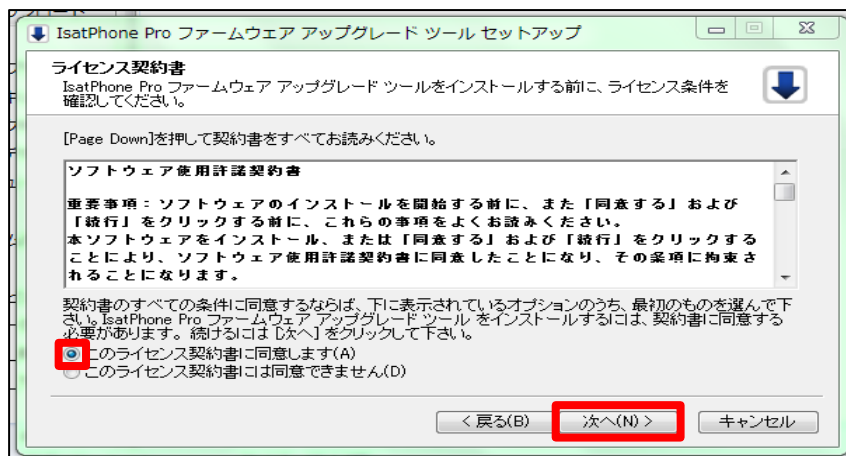 IsatPhone Pro ファームウェア アップグレード ツール セットアップ
ライセンス契約書
IsatPhone Pro ファームウェア アップグレード ツールをインストールする前に、ライセンス条件を
確認してください。
[Page Down]を押して契約書をすべてお読みください。
ソフトウェア使用許諾契約書
重要事項：ソフトウェアのインストールを開始する前に、また「同意する」および
「続行」をクリックする前に、これらの事項をよくお読みください。
本ソフトウェアをインストール、または「同意する」および「続行」をクリックする
ことにより、ソフトウェア使用許諾契約書に同意したことになり、その条項に拘束さ
れることになります。
契約書のすべての条件に同意するならば、下に表示されているオプションのうち、最初のものを選んで下
さい。IsatPhone Pro ファームウェア アップグレード ツール をインストールするには、契約書に同意する
必要があります。続けるには [次へ] をクリックして下さい。
このライセンス契約書に同意します(A)
このライセンス契約書には同意できません(D)
< 戻る(B)
次へ(N) >
キャンセル